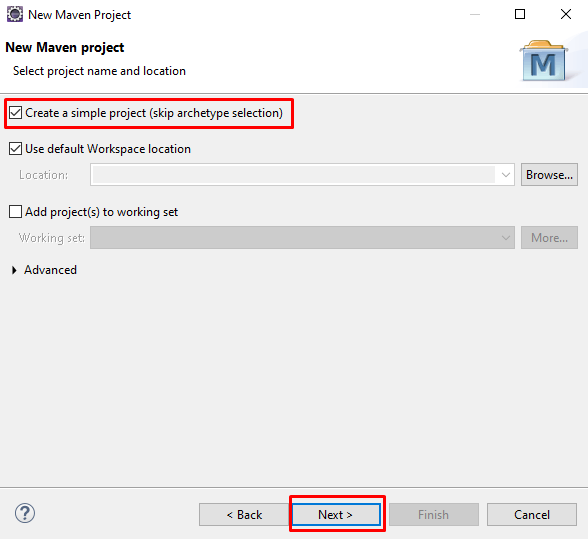 New Maven Project
New Maven project
Select project name and location
M
Create a simple project (skip archetype selection)
Use default Workspace location
Location:
Browse...
Add project(s) to working set
Working set:
More...
Advanced
?
< Back
Next >
Finish
Cancel